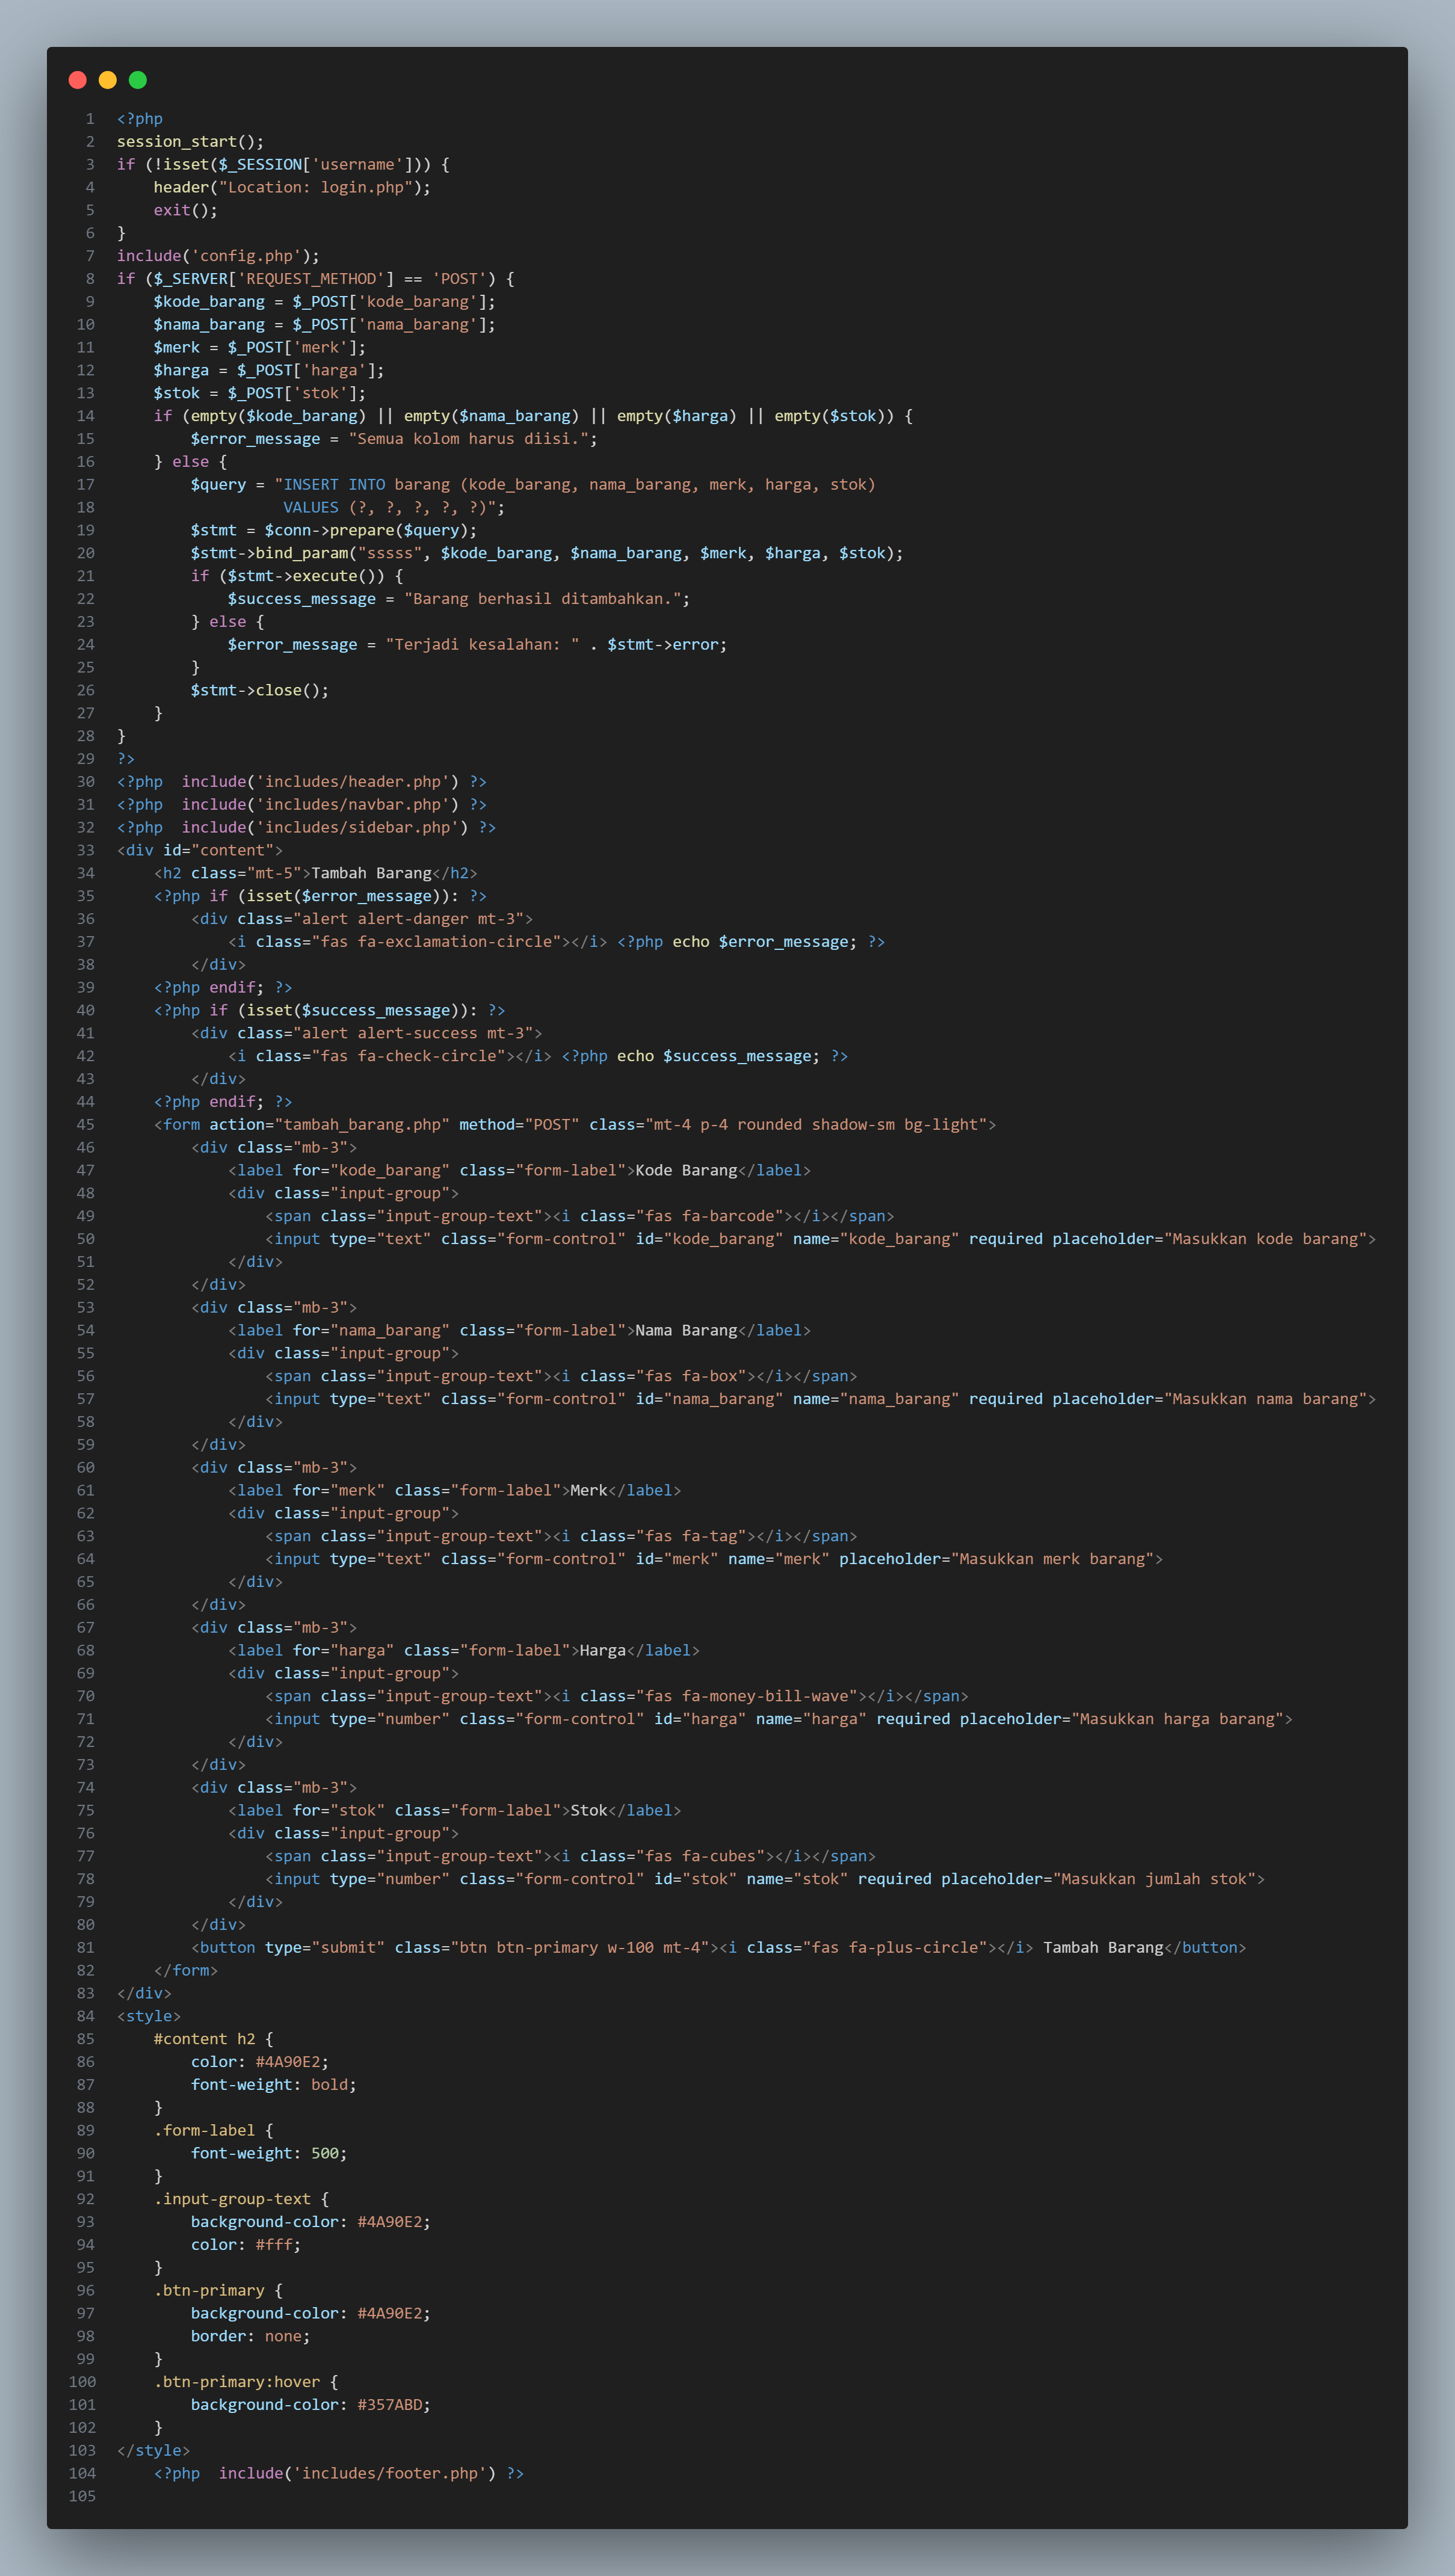 1 <?php
2 session_start();
3 if (!isset($_SESSION['username'])) {
4     header("Location: login.php");
5     exit();
6 }
7 include('config.php');
8 if ($_SERVER['REQUEST_METHOD'] == 'POST') {
9     $kode_barang = $_POST['kode_barang'];
10     $nama_barang = $_POST['nama_barang'];
11     $merk = $_POST['merk'];
12     $harga = $_POST['harga'];
13     $stok = $_POST['stok'];
14     if (empty($kode_barang) || empty($nama_barang) || empty($harga) || empty($stok)) {
15         $error_message = "Semua kolom harus diisi.";
16     } else {
17         $query = "INSERT INTO barang (kode_barang, nama_barang, merk, harga, stok)
18                   VALUES (?, ?, ?, ?, ?)";
19         $stmt = $conn->prepare($query);
20         $stmt->bind_param("sssss", $kode_barang, $nama_barang, $merk, $harga, $stok);
21         if ($stmt->execute()) {
22             $success_message = "Barang berhasil ditambahkan.";
23         } else {
24             $error_message = "Terjadi kesalahan: " . $stmt->error;
25         }
26         $stmt->close();
27     }
28 }
29 ?>
30 <?php  include('includes/header.php') ?>
31 <?php  include('includes/navbar.php') ?>
32 <?php  include('includes/sidebar.php') ?>
33 <div id="content">
34     <h2 class="mt-5">Tambah Barang</h2>
35     <?php if (isset($error_message)): ?>
36         <div class="alert alert-danger mt-3">
37             <i class="fas fa-exclamation-circle"></i> <?php echo $error_message; ?>
38         </div>
39     <?php endif; ?>
40     <?php if (isset($success_message)): ?>
41         <div class="alert alert-success mt-3">
42             <i class="fas fa-check-circle"></i> <?php echo $success_message; ?>
43         </div>
44     <?php endif; ?>
45     <form action="tambah_barang.php" method="POST" class="mt-4 p-4 rounded shadow-sm bg-light">
46         <div class="mb-3">
47             <label for="kode_barang" class="form-label">Kode Barang</label>
48             <div class="input-group">
49                 <span class="input-group-text"><i class="fas fa-barcode"></i></span>
50                 <input type="text" class="form-control" id="kode_barang" name="kode_barang" required placeholder="Masukkan kode barang">
51             </div>
52         </div>
53         <div class="mb-3">
54             <label for="nama_barang" class="form-label">Nama Barang</label>
55             <div class="input-group">
56                 <span class="input-group-text"><i class="fas fa-box"></i></span>
57                 <input type="text" class="form-control" id="nama_barang" name="nama_barang" required placeholder="Masukkan nama barang">
58             </div>
59         </div>
60         <div class="mb-3">
61             <label for="merk" class="form-label">Merk</label>
62             <div class="input-group">
63                 <span class="input-group-text"><i class="fas fa-tag"></i></span>
64                 <input type="text" class="form-control" id="merk" name="merk" placeholder="Masukkan merk barang">
65             </div>
66         </div>
67         <div class="mb-3">
68             <label for="harga" class="form-label">Harga</label>
69             <div class="input-group">
70                 <span class="input-group-text"><i class="fas fa-money-bill-wave"></i></span>
71                 <input type="number" class="form-control" id="harga" name="harga" required placeholder="Masukkan harga barang">
72             </div>
73         </div>
74         <div class="mb-3">
75             <label for="stok" class="form-label">Stok</label>
76             <div class="input-group">
77                 <span class="input-group-text"><i class="fas fa-cubes"></i></span>
78                 <input type="number" class="form-control" id="stok" name="stok" required placeholder="Masukkan jumlah stok">
79             </div>
80         </div>
81         <button type="submit" class="btn btn-primary w-100 mt-4"><i class="fas fa-plus-circle"></i> Tambah Barang</button>
82     </form>
83 </div>
84 <style>
85     #content h2 {
86         color: #4A90E2;
87         font-weight: bold;
88     }
89     .form-label {
90         font-weight: 500;
91     }
92     .input-group-text {
93         background-color: #4A90E2;
94         color: #fff;
95     }
96     .btn-primary {
97         background-color: #4A90E2;
98         border: none;
99     }
100     .btn-primary:hover {
101         background-color: #357ABD;
102     }
103 </style>
104     <?php  include('includes/footer.php') ?>
105